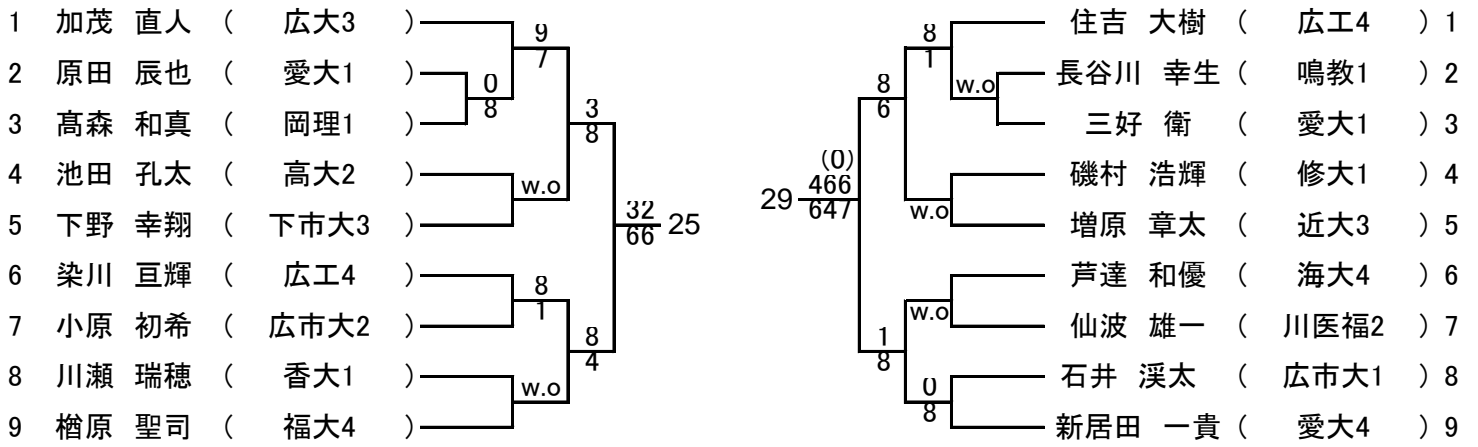 1 加茂 直人 ( 広大3 )
2 原田 辰也 ( 愛大1 )
3 髙森 和真 ( 岡理1 )
4 池田 孔太 ( 高大2 )
5 下野 幸翔 ( 下市大3 )
6 染川 亘輝 ( 広工4 )
7 小原 初希 ( 広市大2 )
8 川瀬 瑞穂 ( 香大1 )
9 楢原 聖司 ( 福大4 )
9
7
0
8
3
8
w.o
32
66
25
8
1
8
4
w.o
29
(0)
466
647
8
6
8
1
w.o
w.o
w.o
1
8
0
8
住吉 大樹 ( 広工4 ) 1
長谷川 幸生 ( 鳴教1 ) 2
三好 衛 ( 愛大1 ) 3
磯村 浩輝 ( 修大1 ) 4
増原 章太 ( 近大3 ) 5
芦達 和優 ( 海大4 ) 6
仙波 雄一 ( 川医福2 ) 7
石井 渓太 ( 広市大1 ) 8
新居田 一貴 ( 愛大4 ) 9